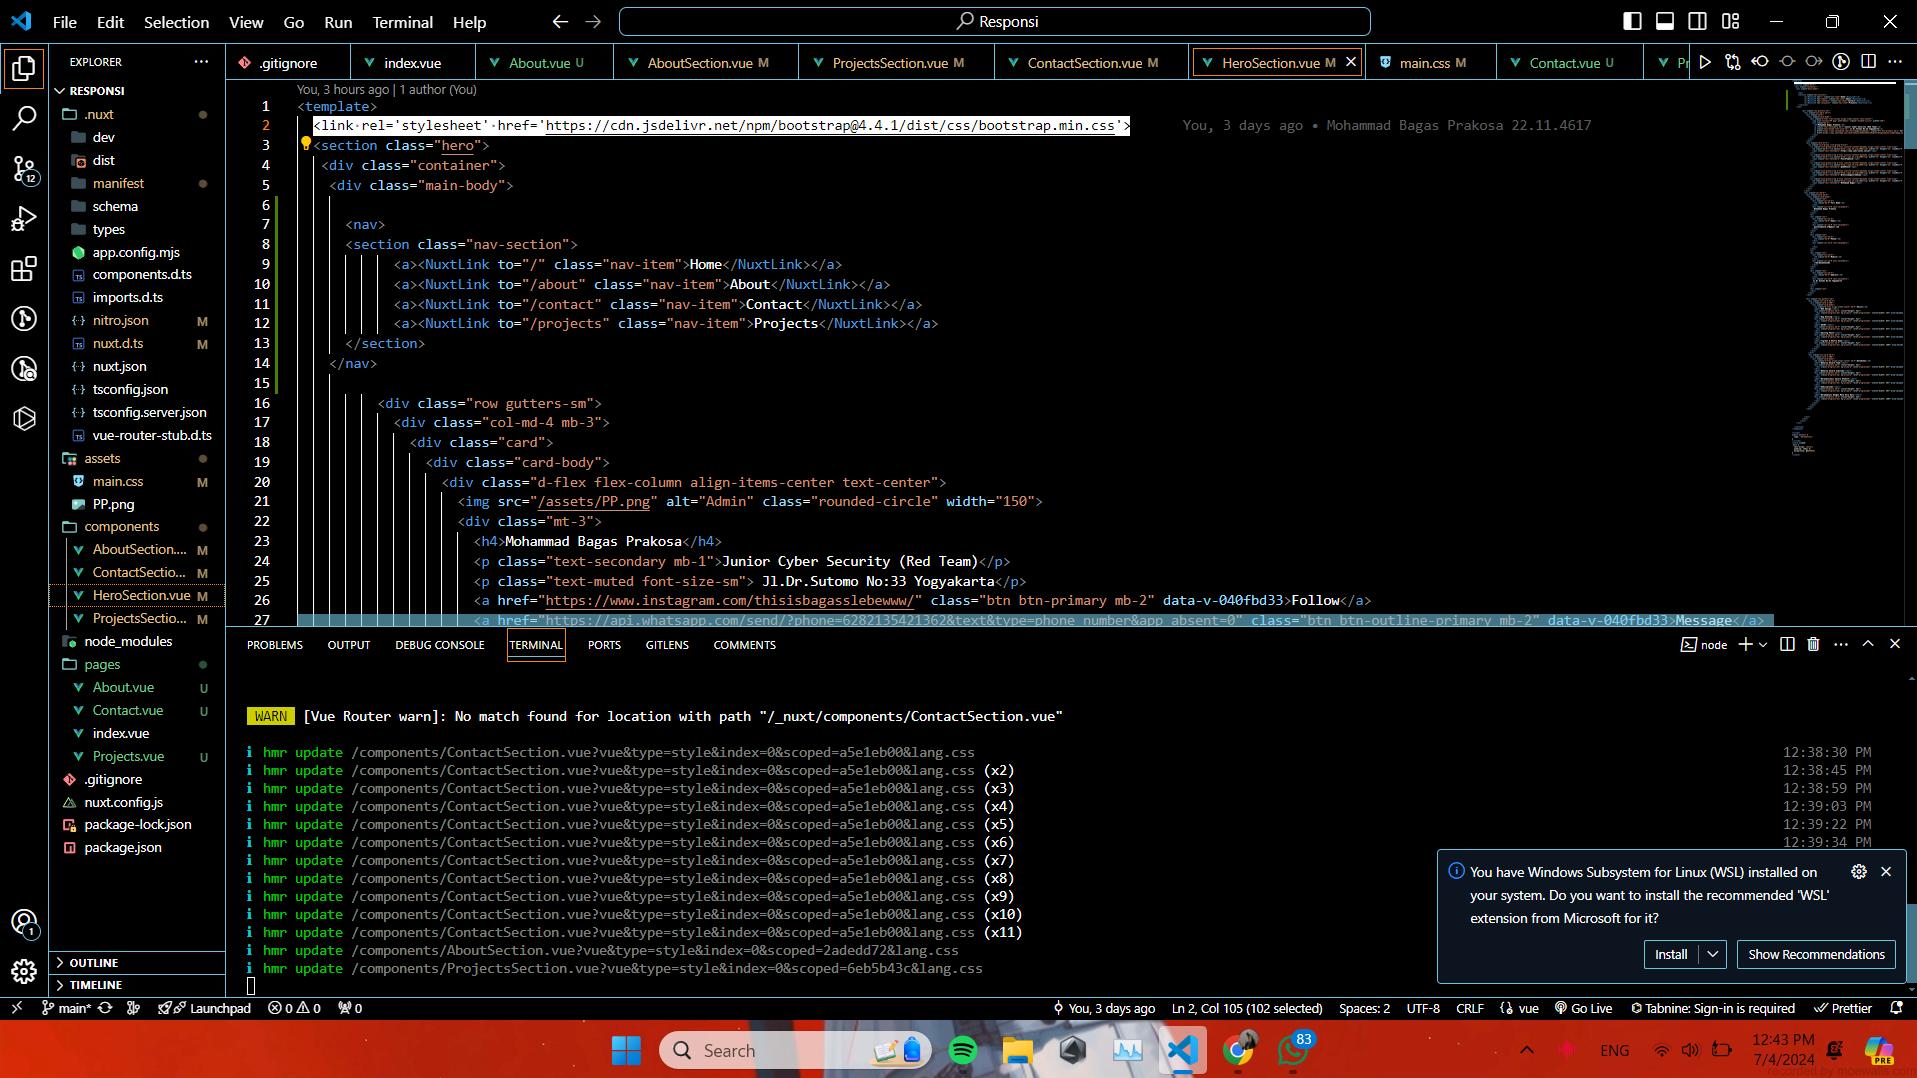 File Edit Selection View Go Run Terminal Help
Responsi
EXPLORER
RESPONSI
.nuxt
dev
dist
manifest
schema
types
app.config.mjs
components.d.ts
imports.d.ts
nitro.json M
nuxt.d.ts M
nuxt.json
tsconfig.json
tsconfig.server.json
vue-router-stub.d.ts
assets
main.css M
PP.png
components
AboutSection.... M
ContactSectio... M
HeroSection.vue M
ProjectsSectio... M
node_modules
pages
About.vue U
Contact.vue U
index.vue
Projects.vue U
.gitignore
nuxt.config.js
package-lock.json
package.json
OUTLINE
TIMELINE
12
1
.gitignore index.vue About.vue U AboutSection.vue M ProjectsSection.vue M ContactSection.vue M HeroSection.vue M main.css M Contact.vue U Pr
You, 3 hours ago | 1 author (You)
1 <template>
2 <link·rel='stylesheet'·href='https://cdn.jsdelivr.net/npm/bootstrap@4.4.1/dist/css/bootstrap.min.css'> You, 3 days ago • Mohammad Bagas Prakosa 22.11.4617
3 <section class="hero">
4 <div class="container">
5 <div class="main-body">
6
7 <nav>
8 <section class="nav-section">
9 <a><NuxtLink to="/" class="nav-item">Home</NuxtLink></a>
10 <a><NuxtLink to="/about" class="nav-item">About</NuxtLink></a>
11 <a><NuxtLink to="/contact" class="nav-item">Contact</NuxtLink></a>
12 <a><NuxtLink to="/projects" class="nav-item">Projects</NuxtLink></a>
13 </section>
14 </nav>
15
16 <div class="row gutters-sm">
17 <div class="col-md-4 mb-3">
18 <div class="card">
19 <div class="card-body">
20 <div class="d-flex flex-column align-items-center text-center">
21 <img src="/assets/PP.png" alt="Admin" class="rounded-circle" width="150">
22 <div class="mt-3">
23 <h4>Mohammad Bagas Prakosa</h4>
24 <p class="text-secondary mb-1">Junior Cyber Security (Red Team)</p>
25 <p class="text-muted font-size-sm"> Jl.Dr.Sutomo No:33 Yogyakarta</p>
26 <a href="https://www.instagram.com/thisisbagasslebewww/" class="btn btn-primary mb-2" data-v-040fbd33>Follow</a>
27 <a href="https://api.whatsapp.com/send/?phone=6282135421362&text&type=phone_number&app_absent=0" class="btn btn-outline-primary mb-2" data-v-040fbd33>Message</a>
PROBLEMS OUTPUT DEBUG CONSOLE TERMINAL PORTS GITLENS COMMENTS
node
WARN [Vue Router warn]: No match found for location with path "/_nuxt/components/ContactSection.vue"
i hmr update /components/ContactSection.vue?vue&type=style&index=0&scoped=a5e1eb00&lang.css 12:38:30 PM
i hmr update /components/ContactSection.vue?vue&type=style&index=0&scoped=a5e1eb00&lang.css (x2) 12:38:45 PM
i hmr update /components/ContactSection.vue?vue&type=style&index=0&scoped=a5e1eb00&lang.css (x3) 12:38:59 PM
i hmr update /components/ContactSection.vue?vue&type=style&index=0&scoped=a5e1eb00&lang.css (x4) 12:39:03 PM
i hmr update /components/ContactSection.vue?vue&type=style&index=0&scoped=a5e1eb00&lang.css (x5) 12:39:22 PM
i hmr update /components/ContactSection.vue?vue&type=style&index=0&scoped=a5e1eb00&lang.css (x6) 12:39:34 PM
i hmr update /components/ContactSection.vue?vue&type=style&index=0&scoped=a5e1eb00&lang.css (x7)
i hmr update /components/ContactSection.vue?vue&type=style&index=0&scoped=a5e1eb00&lang.css (x8)
i hmr update /components/ContactSection.vue?vue&type=style&index=0&scoped=a5e1eb00&lang.css (x9)
i hmr update /components/ContactSection.vue?vue&type=style&index=0&scoped=a5e1eb00&lang.css (x10)
i hmr update /components/ContactSection.vue?vue&type=style&index=0&scoped=a5e1eb00&lang.css (x11)
i hmr update /components/AboutSection.vue?vue&type=style&index=0&scoped=2adedd72&lang.css
i hmr update /components/ProjectsSection.vue?vue&type=style&index=0&scoped=6eb5b43c&lang.css
You have Windows Subsystem for Linux (WSL) installed on
your system. Do you want to install the recommended 'WSL'
extension from Microsoft for it?
Install Show Recommendations
main* Launchpad 0 0 0 You, 3 days ago Ln 2, Col 105 (102 selected) Spaces: 2 UTF-8 CRLF vue Go Live Tabnine: Sign-in is required Prettier
Search
83
ENG
12:43 PM
7/4/2024
PRE